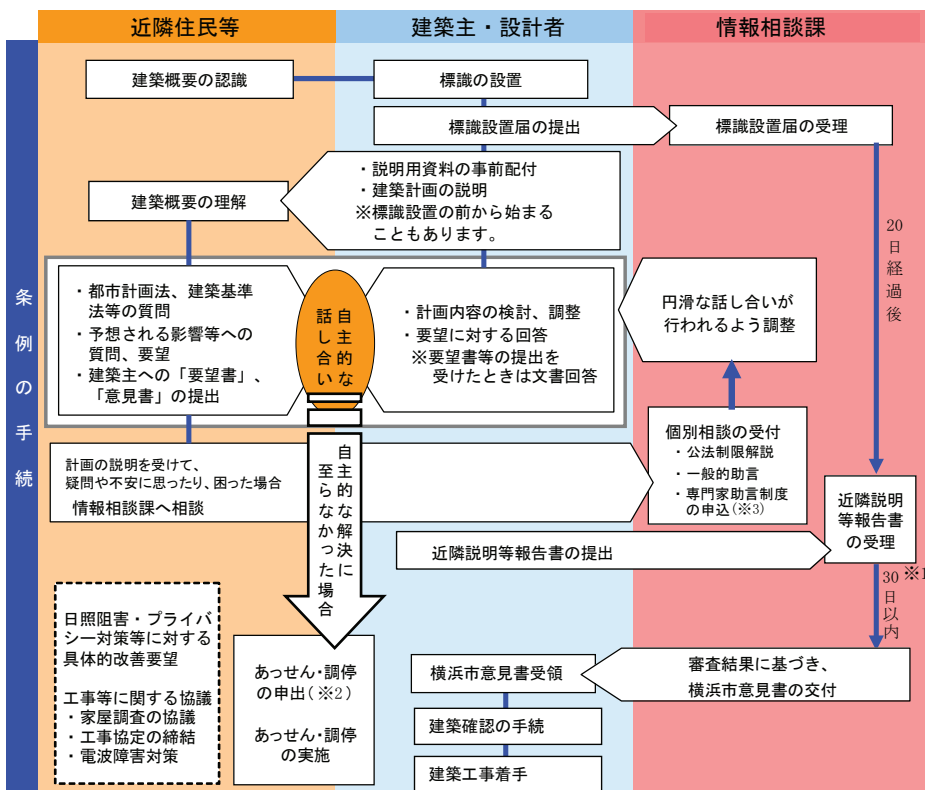 近隣住民等
建築主・設計者
情報相談課
条例の手続
建築概要の認識
標識の設置
標識設置届の提出
標識設置届の受理
・説明用資料の事前配付
・建築計画の説明
※標識設置の前から始まる
こともあります。
建築概要の理解
20日経過後
・都市計画法、建築基準
法等の質問
・予想される影響等への
質問、要望
・建築主への「要望書」、
「意見書」の提出
自主的な
話し合い
・計画内容の検討、調整
・要望に対する回答
※要望書等の提出を
受けたときは文書回答
円滑な話し合いが
行われるよう調整
計画の説明を受けて、
疑問や不安に思ったり、困った場合
情報相談課へ相談
自主的な解決に
至らなかった場合
個別相談の受付
・公法制限解説
・一般的助言
・専門家助言制度
の申込(※3)
近隣説明等報告書の提出
近隣説明
等報告書
の受理
※1
30日以内
日照阻害・プライバ
シー対策等に対する
具体的改善要望
工事等に関する協議
・家屋調査の協議
・工事協定の締結
・電波障害対策
あっせん・調停
の申出(※2)
あっせん・調停
の実施
横浜市意見書受領
審査結果に基づき、
横浜市意見書の交付
建築確認の手続
建築工事着手